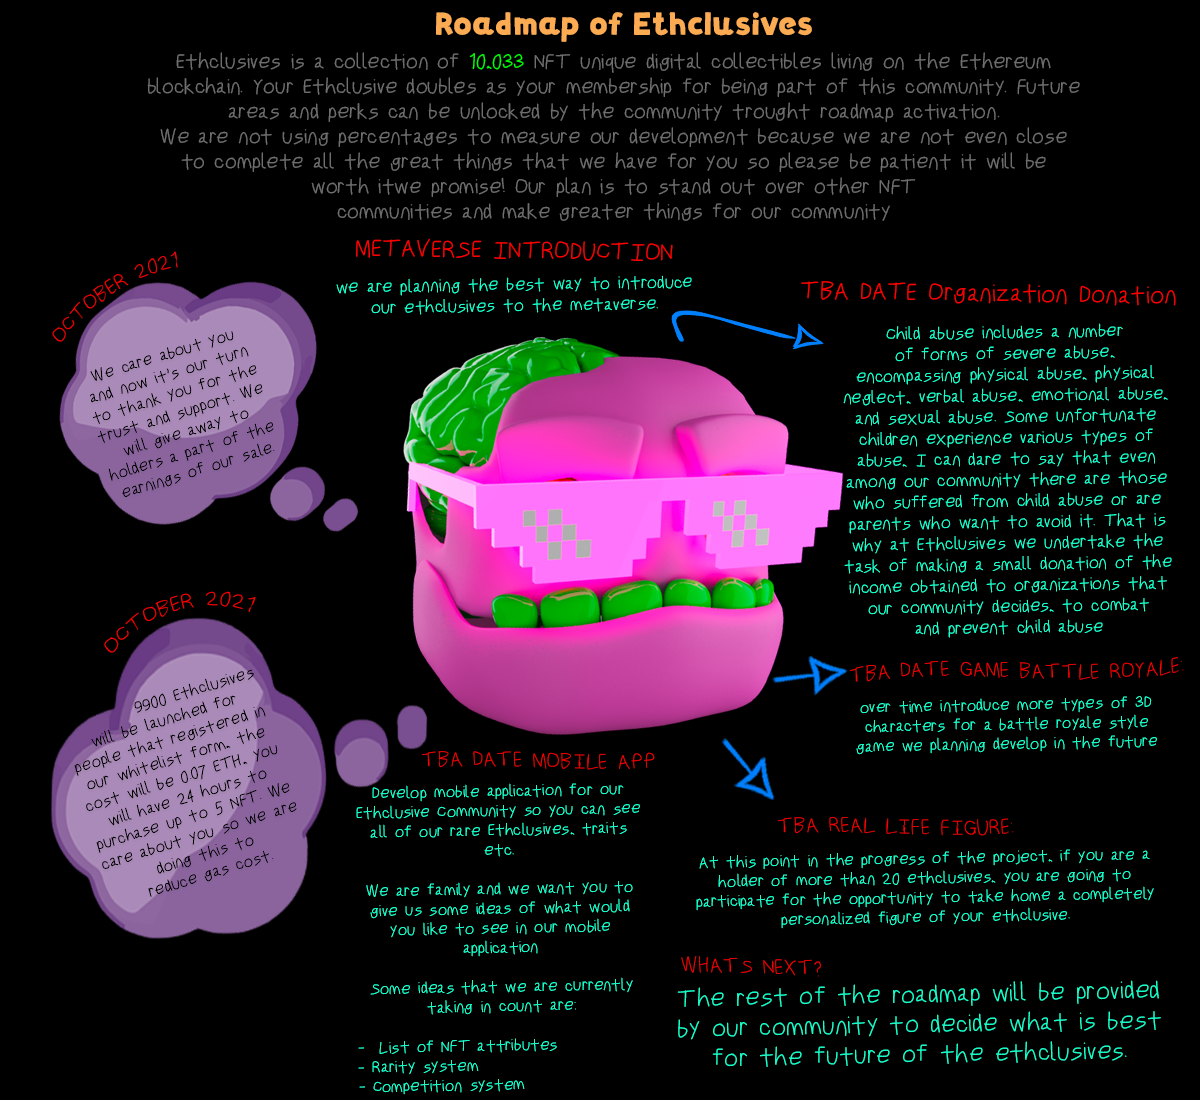 Roadmap of Ethclusives
Ethclusives is a collection of 10.033 NFT unique digital collectibles living on the Ethereum
blockchain. Your Ethclusive doubles as your membership for being part of this community. Future
areas and perks can be unlocked by the community trought roadmap activation.
We are not using percentages to measure our development because we are not even close
to complete all the great things that we have for you so please be patient it will be
worth itwe promise! Our plan is to stand out over other NFT
communities and make greater things for our community
OCTOBER 2021
We care about you
and now it's our turn
to thank you for the
trust and support. We
will give away to
holders a part of the
earnings of our sale.
METAVERSE INTRODUCTION
we are planning the best way to introduce
our ethclusives to the metaverse.
TBA DATE Organization Donation
Child abuse includes a number
of forms of severe abuse,
encompassing physical abuse, physical
neglect, verbal abuse, emotional abuse,
and sexual abuse. Some unfortunate
children experience various types of
abuse, I can dare to say that even
among our community there are those
who suffered from child abuse or are
parents who want to avoid it. That is
why at Ethclusives we undertake the
task of making a small donation of the
income obtained to organizations that
our community decides, to combat
and prevent child abuse
OCTOBER 2021
9900 Ethclusives
will be launched for
people that registered in
our whitelist form, the
cost will be 0.07 ETH, you
will have 24 hours to
purchase up to 5 NFT. We
care about you so we are
doing this to
reduce gas cost.
TBA DATE GAME BATTLE ROYALE:
over time introduce more types of 3D
characters for a battle royale style
game we planning develop in the future
TBA DATE MOBILE APP
Develop mobile application for our
Ethclusive Community so you can see
all of our rare Ethclusives, traits
etc.
We are family and we want you to
give us some ideas of what would
you like to see in our mobile
application
Some ideas that we are currently
taking in count are:
- List of NFT attributes
- Rarity system
- Competition system
TBA REAL LIFE FIGURE:
At this point in the progress of the project, if you are a
holder of more than 20 ethclusives, you are going to
participate for the opportunity to take home a completely
personalized figure of your ethclusive.
WHATS NEXT?
The rest of the roadmap will be provided
by our community to decide what is best
for the future of the ethclusives.